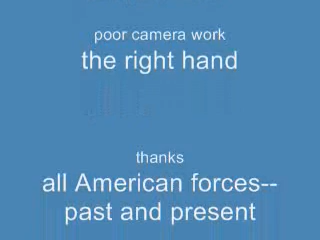 poor camera work
the right hand
thanks
all American forces--
past and present